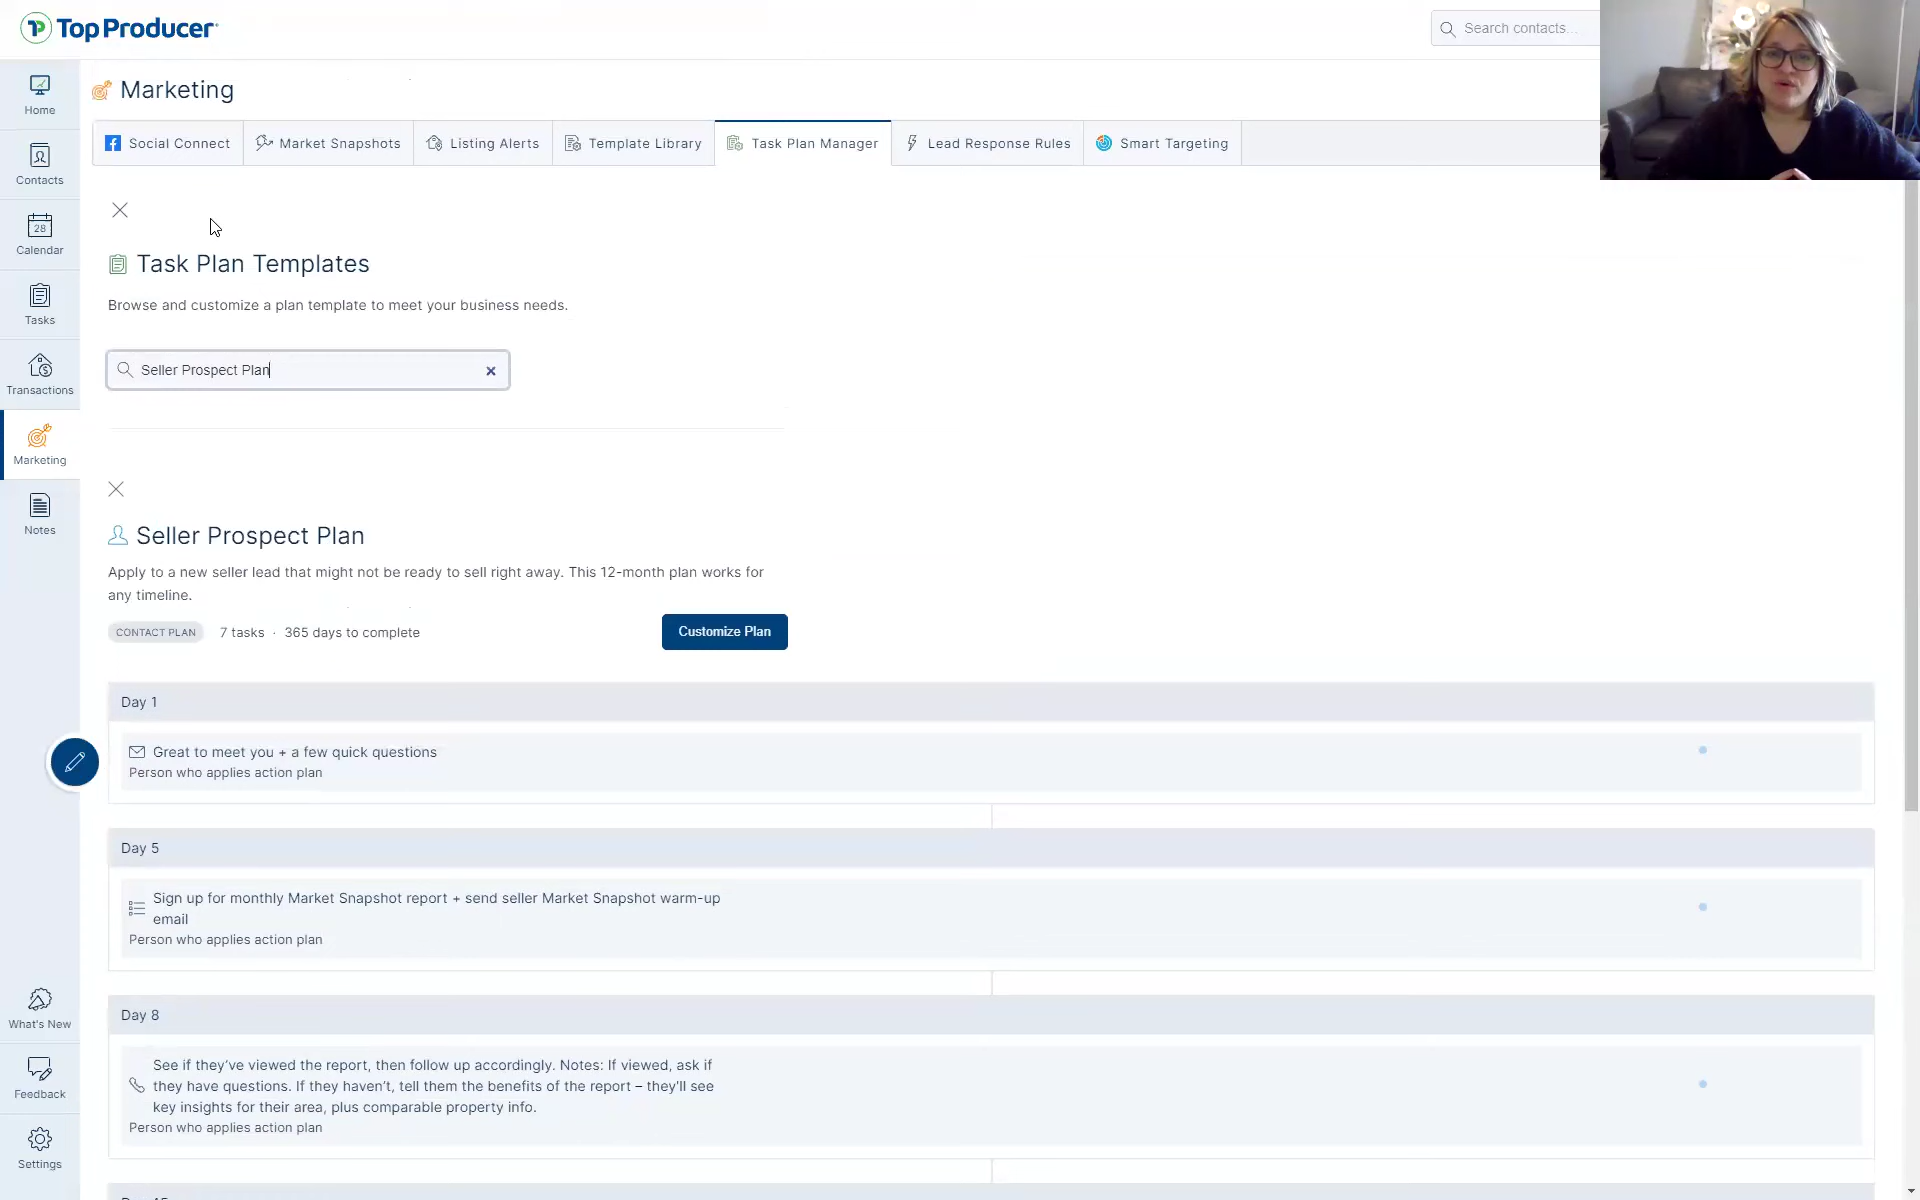 Top Producer
Search contacts...
Home
Contacts
28
Calendar
Tasks
Transactions
Marketing
Notes
What's New
Feedback
Settings
Marketing
Social Connect
Market Snapshots
Listing Alerts
Template Library
Task Plan Manager
Lead Response Rules
Smart Targeting
Task Plan Templates
Browse and customize a plan template to meet your business needs.
Seller Prospect Plan
Seller Prospect Plan
Apply to a new seller lead that might not be ready to sell right away. This 12-month plan works for
any timeline.
CONTACT PLAN 7 tasks · 365 days to complete
Customize Plan
Day 1
Great to meet you + a few quick questions
Person who applies action plan
Day 5
Sign up for monthly Market Snapshot report + send seller Market Snapshot warm-up
email
Person who applies action plan
Day 8
See if they've viewed the report, then follow up accordingly. Notes: If viewed, ask if
they have questions. If they haven't, tell them the benefits of the report – they'll see
key insights for their area, plus comparable property info.
Person who applies action plan